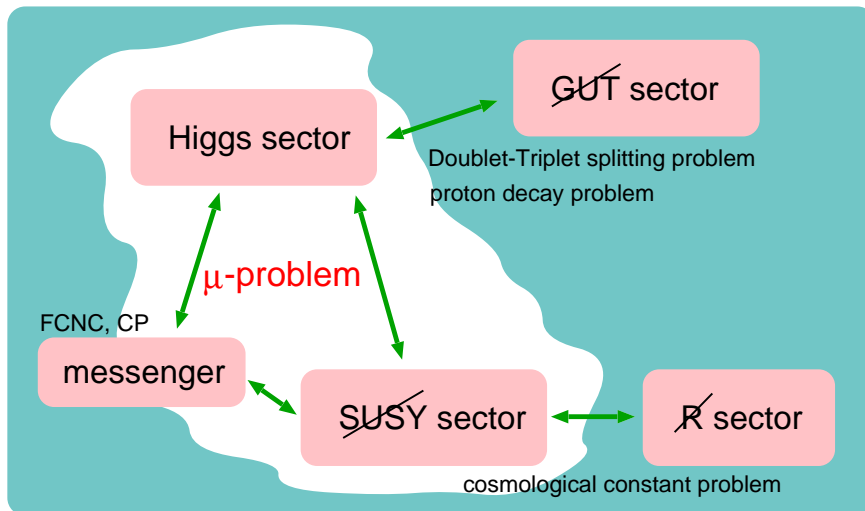 GUT sector
Higgs sector
Doublet-Triplet splitting problem
proton decay problem
μ-problem
FCNC, CP
messenger
SUSY sector
R sector
cosmological constant problem